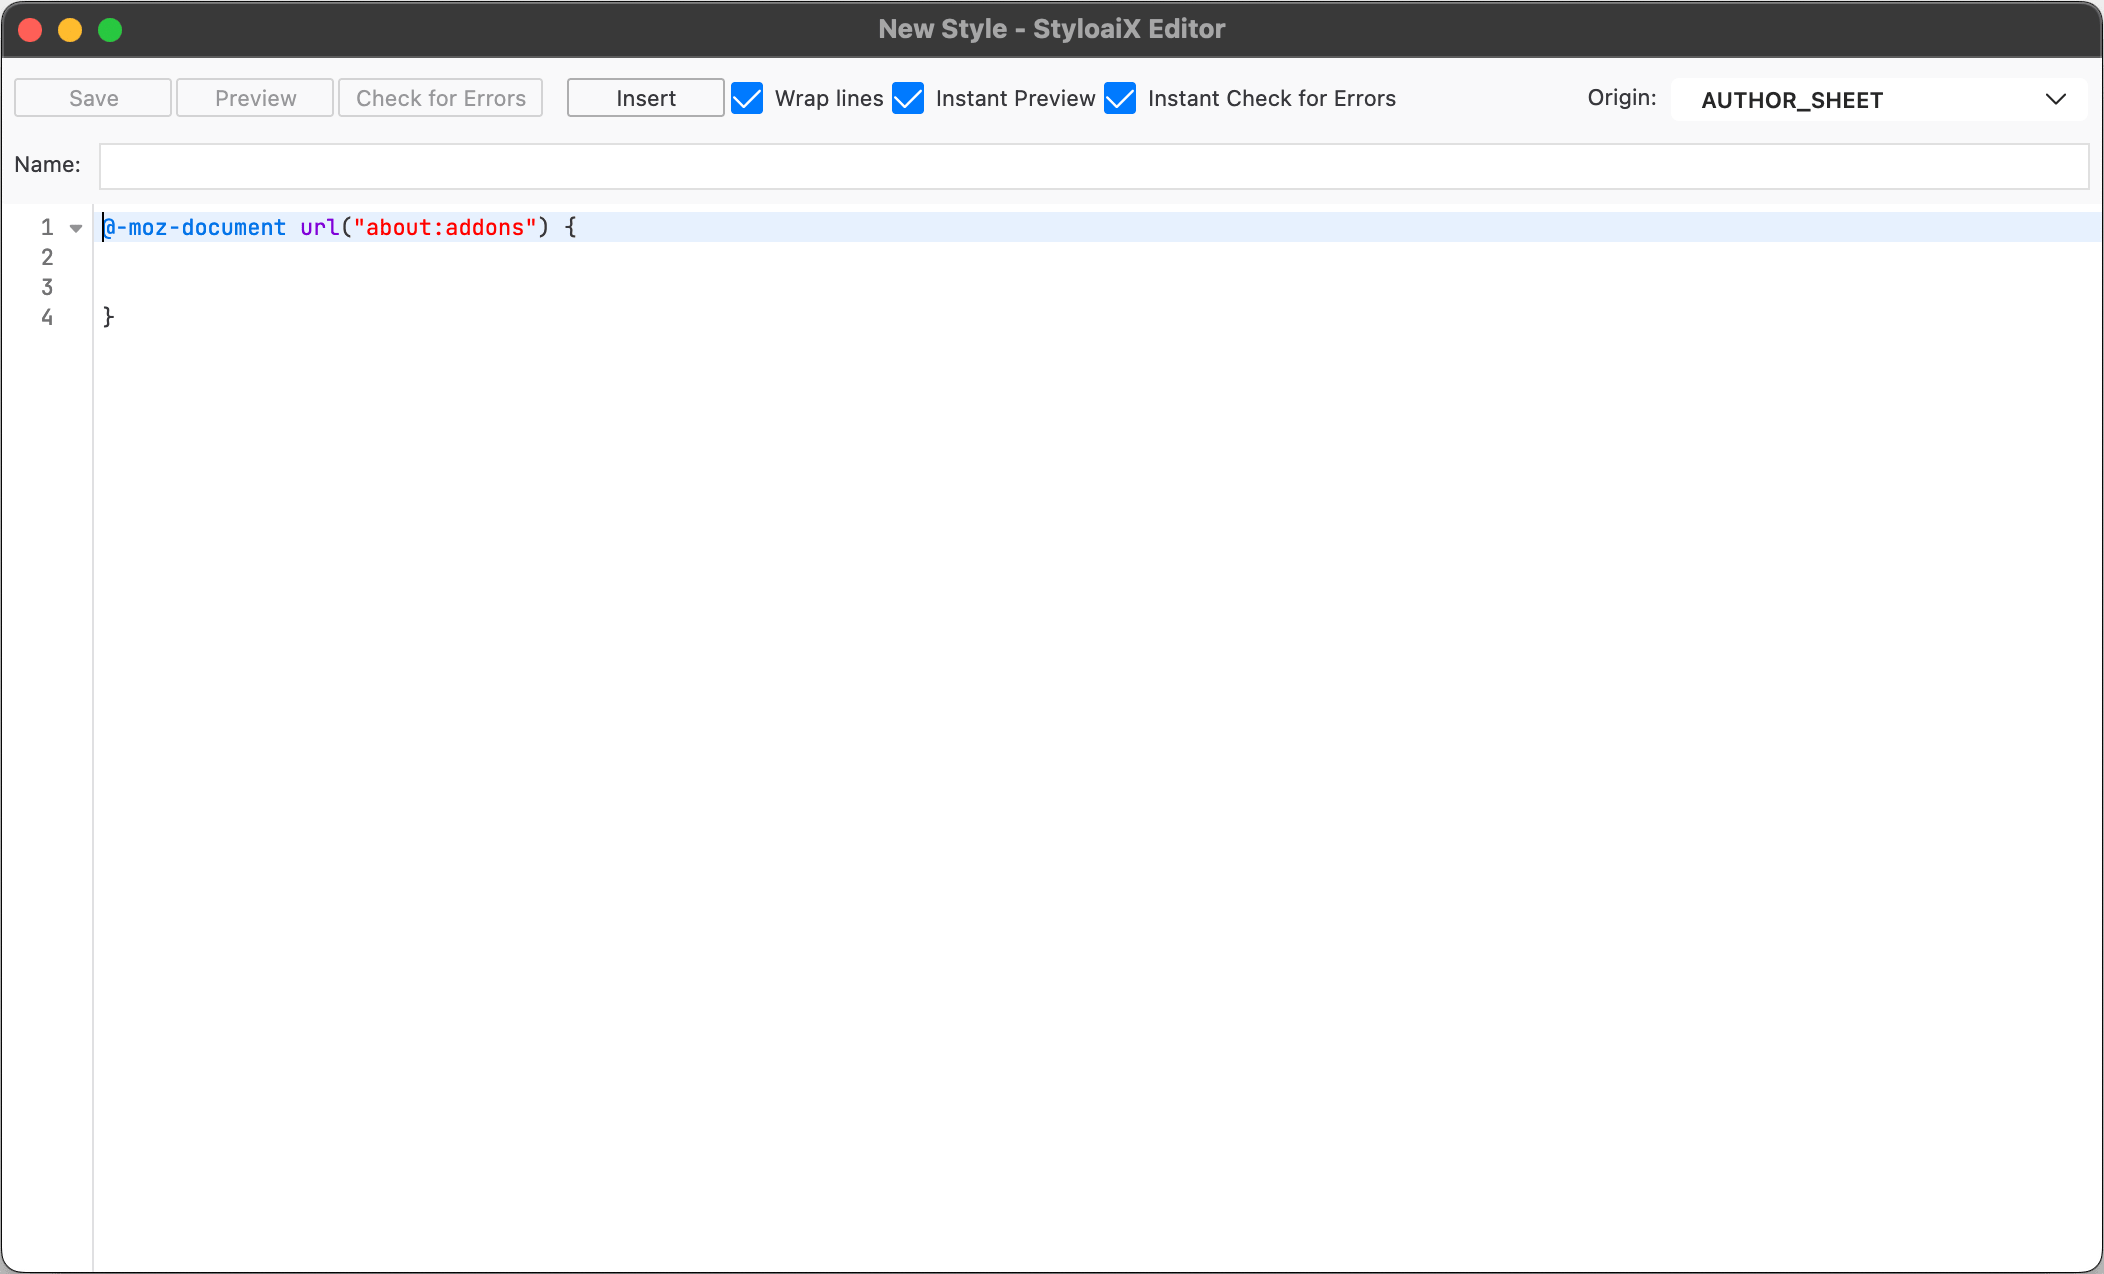 New Style - StyloaiX Editor
Save Preview Check for Errors Insert Wrap lines Instant Preview Instant Check for Errors Origin: AUTHOR_SHEET
Name:
1 @-moz-document url("about:addons") {
2
3
4 }